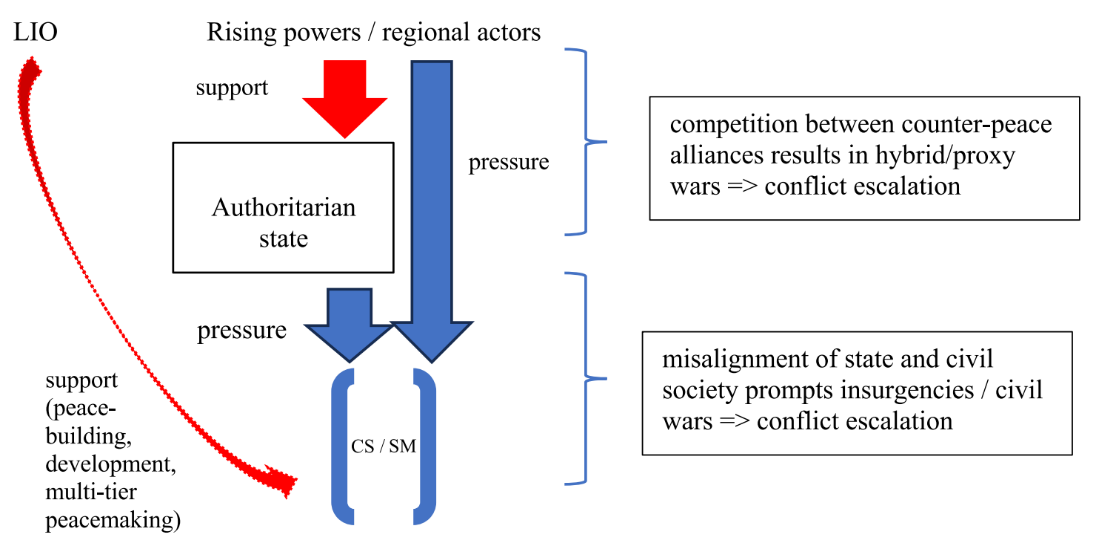 LIO
Rising powers / regional actors
support
pressure
Authoritarian
state
pressure
support
(peace-
building,
development,
multi-tier
peacemaking)
CS / SM
competition between counter-peace
alliances results in hybrid/proxy
wars => conflict escalation
misalignment of state and civil
society prompts insurgencies / civil
wars => conflict escalation